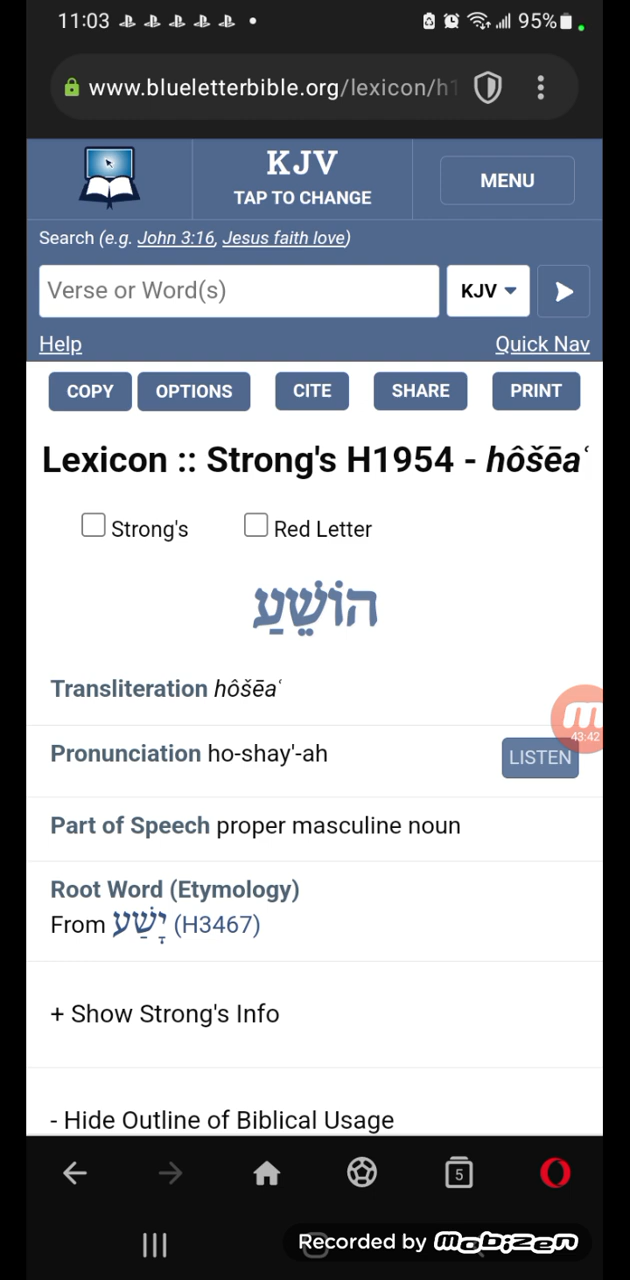 11:03 95%
www.blueletterbible.org/lexicon/h1
KJV
TAP TO CHANGE
MENU
Search (e.g. John 3:16, Jesus faith love)
Verse or Word(s)
KJV
Help
Quick Nav
COPY OPTIONS CITE SHARE PRINT
Lexicon :: Strong's H1954 - hôšēaʿ
Strong's Red Letter
הוֹשֵׁעַ
Transliteration hôšēaʿ
Pronunciation ho-shay'-ah
LISTEN
43:42
Part of Speech proper masculine noun
Root Word (Etymology)
From יָשַׁע (H3467)
+ Show Strong's Info
- Hide Outline of Biblical Usage
5
Recorded by mobizen